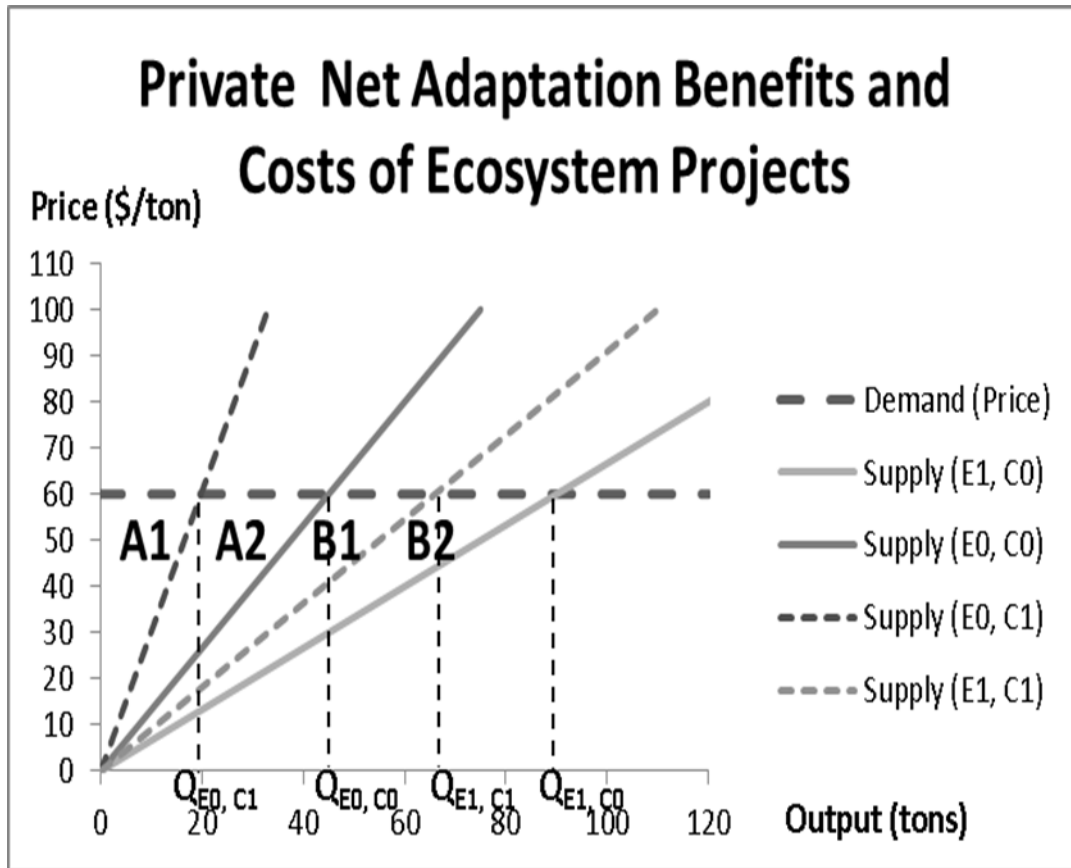 Private Net Adaptation Benefits and
Costs of Ecosystem Projects
Price ($/ton)
110
100
90
80
70
60
50
40
30
20
10
0
A1 A2 B1 B2
Demand (Price)
Supply (E1, C0)
Supply (E0, C0)
Supply (E0, C1)
Supply (E1, C1)
QE0, C1 QE0, C0 QE1, C1 QE1, C0
0 20 40 60 80 100 120
Output (tons)